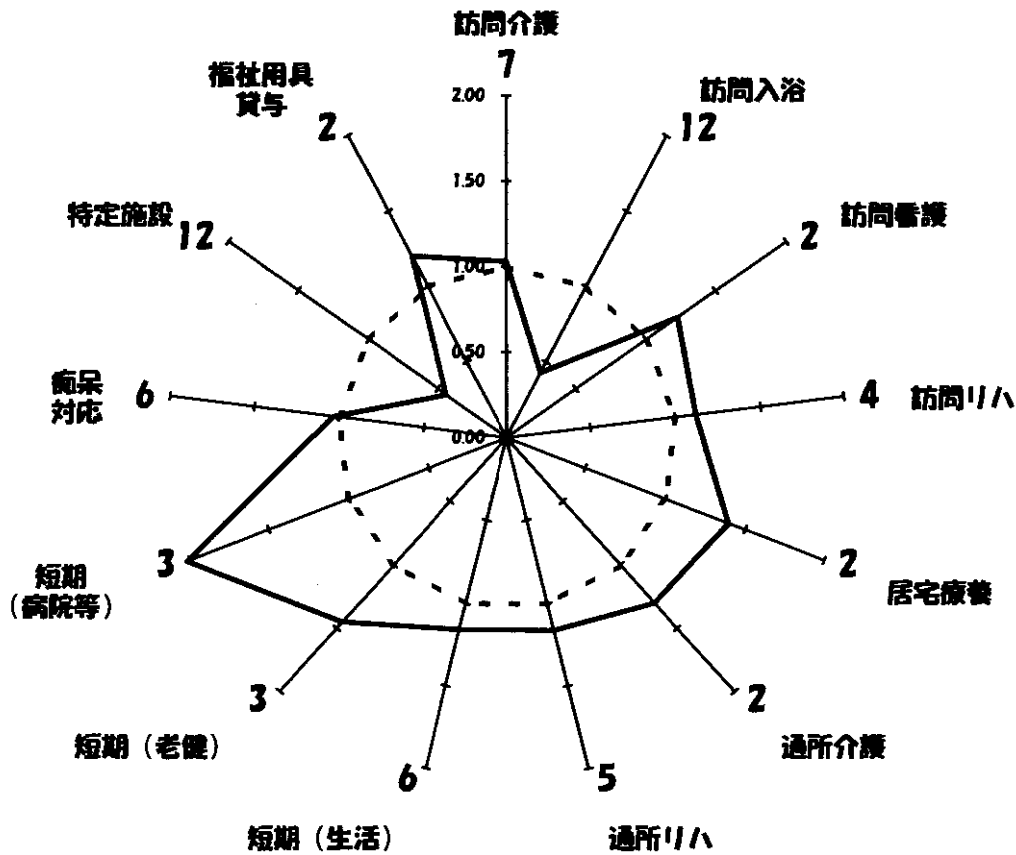 訪問介護
7
2.00
1.50
1.00
0.50
0.00
訪問入浴
12
訪問看護
2
訪問リハ
4
居宅療養
2
通所介護
2
通所リハ
5
短期（生活）
6
短期（老健）
3
短期
（病院等）
3
痴呆
対応
6
特定施設
12
福祉用具
貸与
2